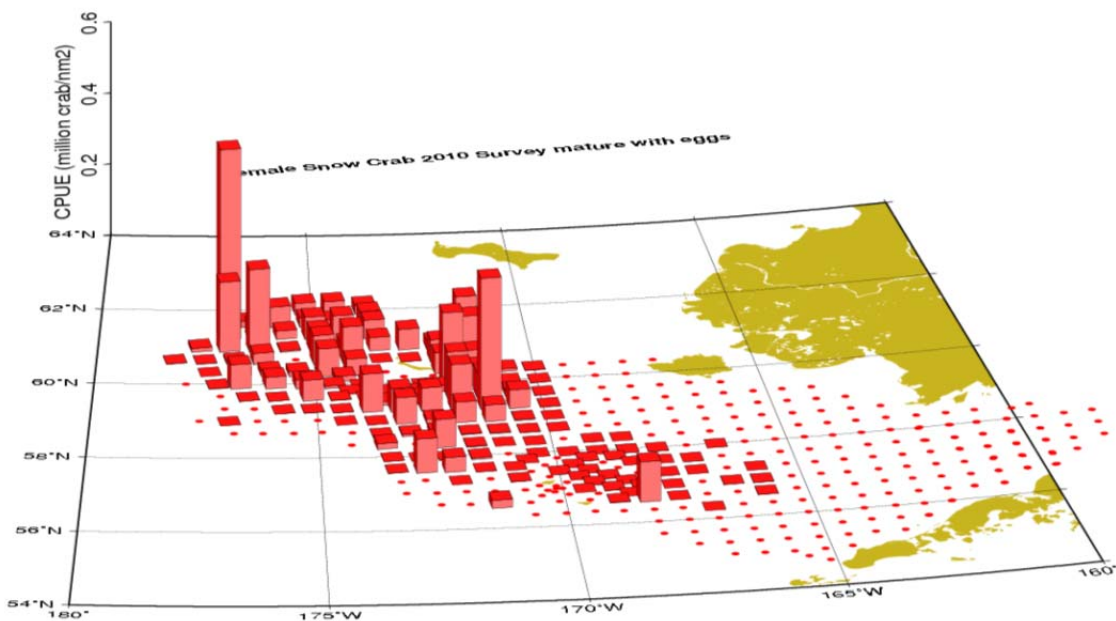 0.6
0.4
0.2
CPUE (million crab/nm2)
emale Snow Crab 2010 Survey mature with eggs
64°N
62°N
60°N
58°N
56°N
54°N
180°
175°W
170°W
165°W
160°